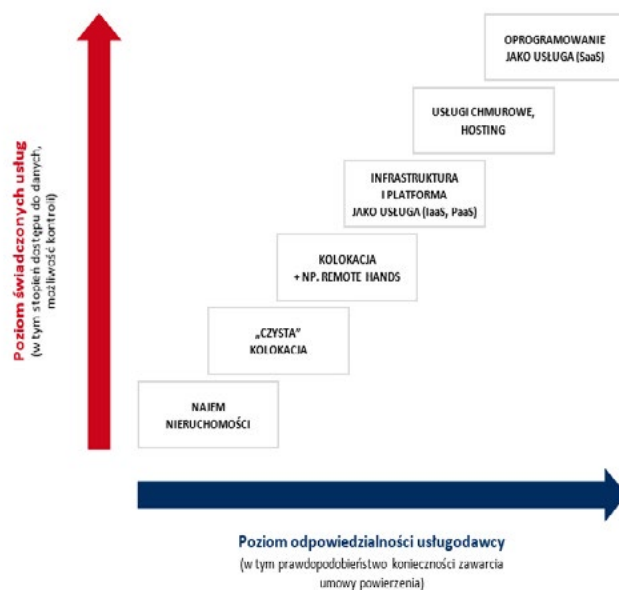 OPROGRAMOWANIE
JAKO USŁUGA (SaaS)
USŁUGI CHMUROWE,
HOSTING
INFRASTRUKTURA
I PLATFORMA
JAKO USŁUGA (IaaS, PaaS)
KOLOKACJA
+ NP. REMOTE HANDS
„CZYSTA”
KOLOKACJA
NAJEM
NIERUCHOMOŚCI
Poziom świadczonych usług
(w tym stopień dostępu do danych,
możliwość kontroli)
Poziom odpowiedzialności usługodawcy
(w tym prawdopodobieństwo konieczności zawarcia
umowy powierzenia)